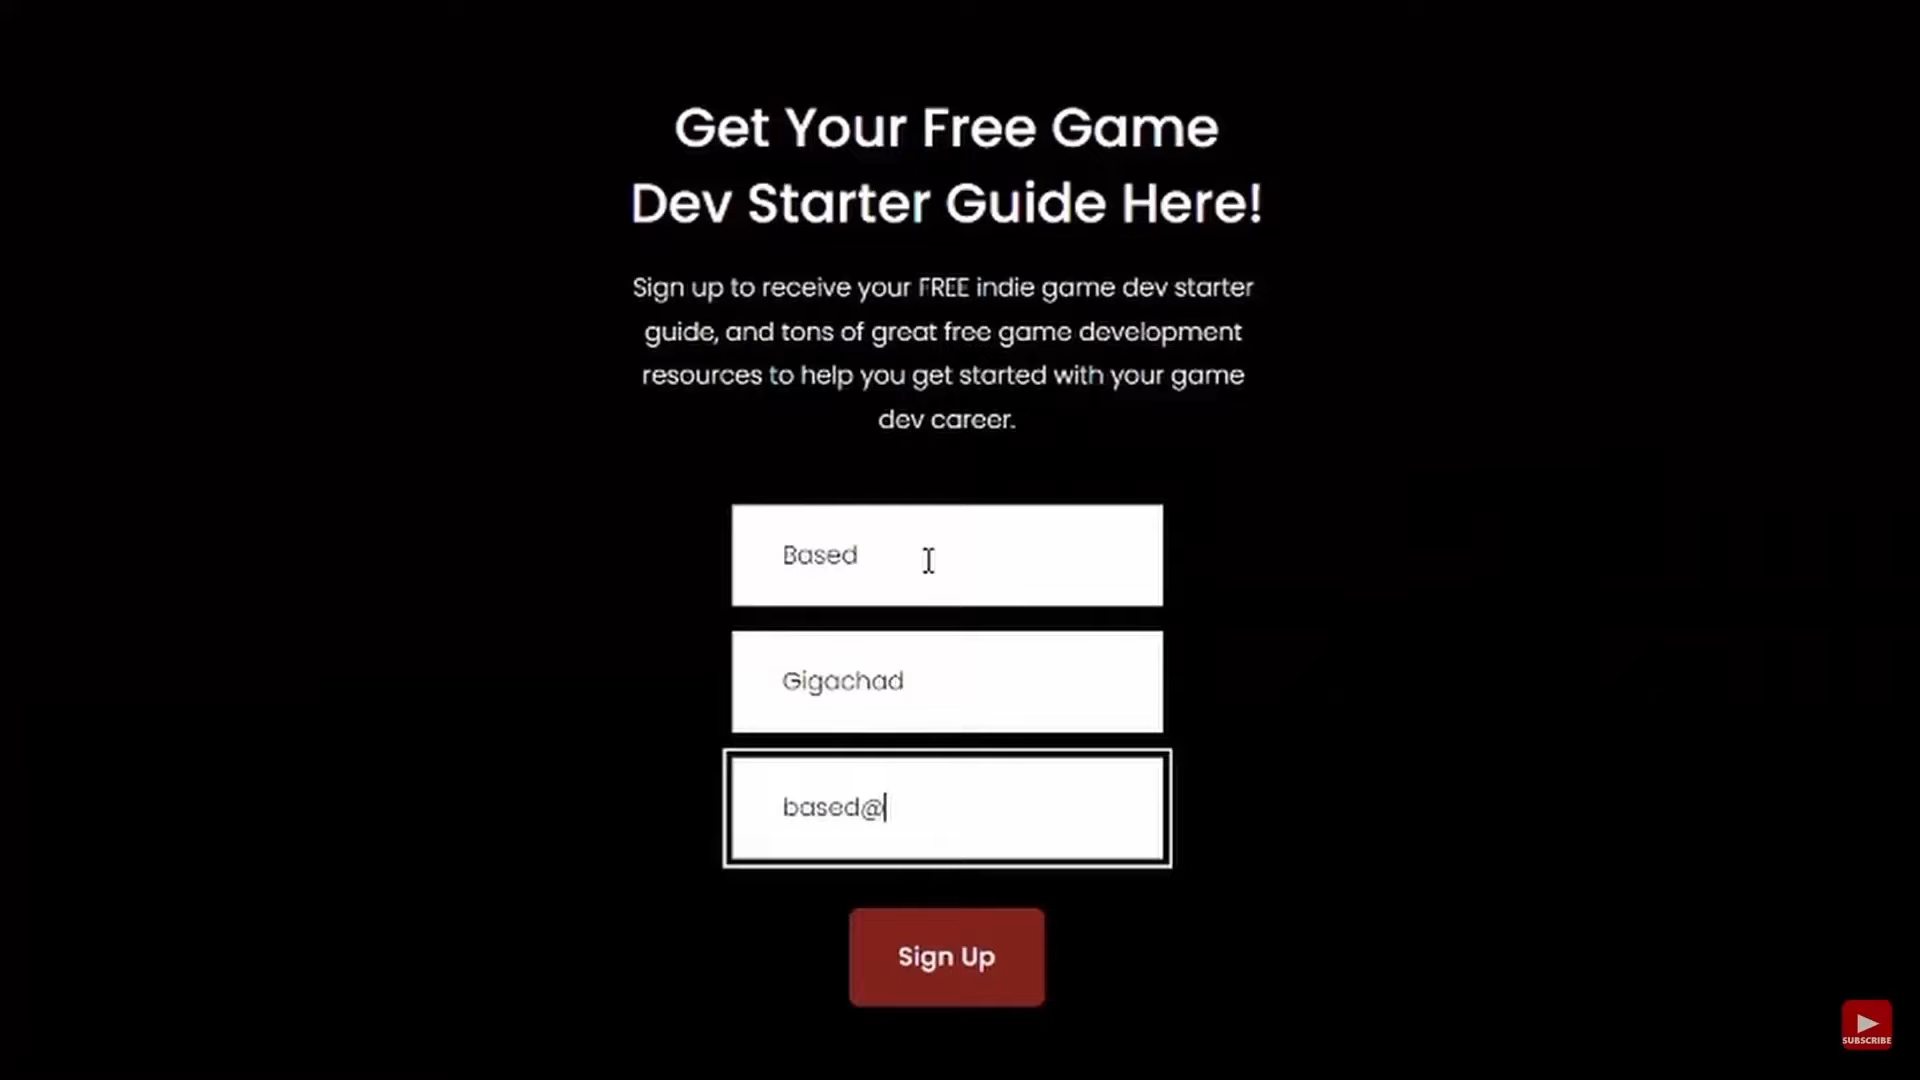 Get Your Free Game
Dev Starter Guide Here!
Sign up to receive your FREE indie game dev starter
guide, and tons of great free game development
resources to help you get started with your game
dev career.
Based
Gigachad
based@
Sign Up
SUBSCRIBE